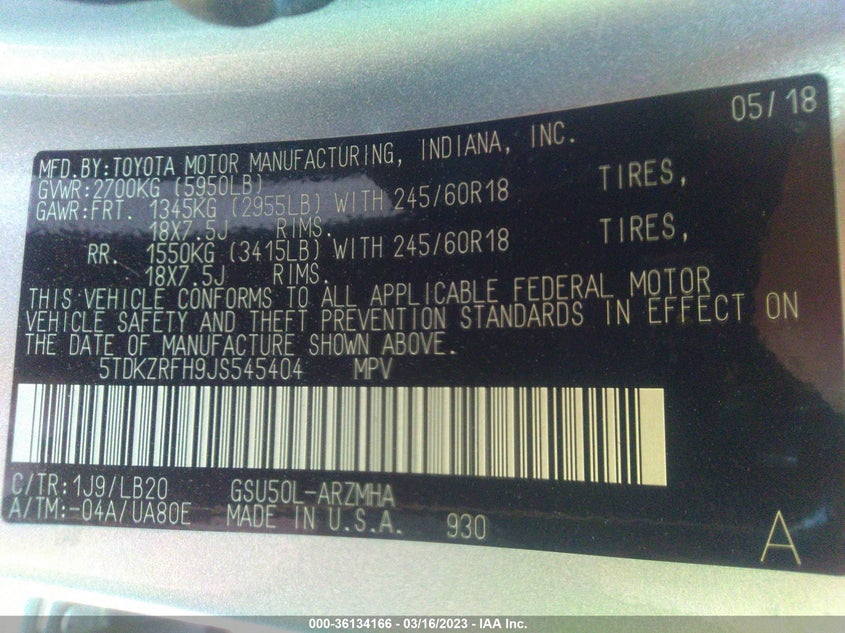 05/18
MFD.BY:TOYOTA MOTOR MANUFACTURING, INDIANA, INC.
GVWR:2700KG (5950LB)
GAWR:FRT. 1345KG (2955LB) WITH 245/60R18 TIRES,
18X7.5J RIMS.
RR. 1550KG (3415LB) WITH 245/60R18 TIRES,
18X7.5J RIMS.
THIS VEHICLE CONFORMS TO ALL APPLICABLE FEDERAL MOTOR
VEHICLE SAFETY AND THEFT PREVENTION STANDARDS IN EFFECT ON
THE DATE OF MANUFACTURE SHOWN ABOVE.
5TDKZRFH9JS545404 MPV
C/TR:1J9/LB20 GSU50L-ARZMHA
A/TM:-04A/UA80E MADE IN U.S.A. 930
A
000-36134166 - 03/16/2023 - IAA Inc.